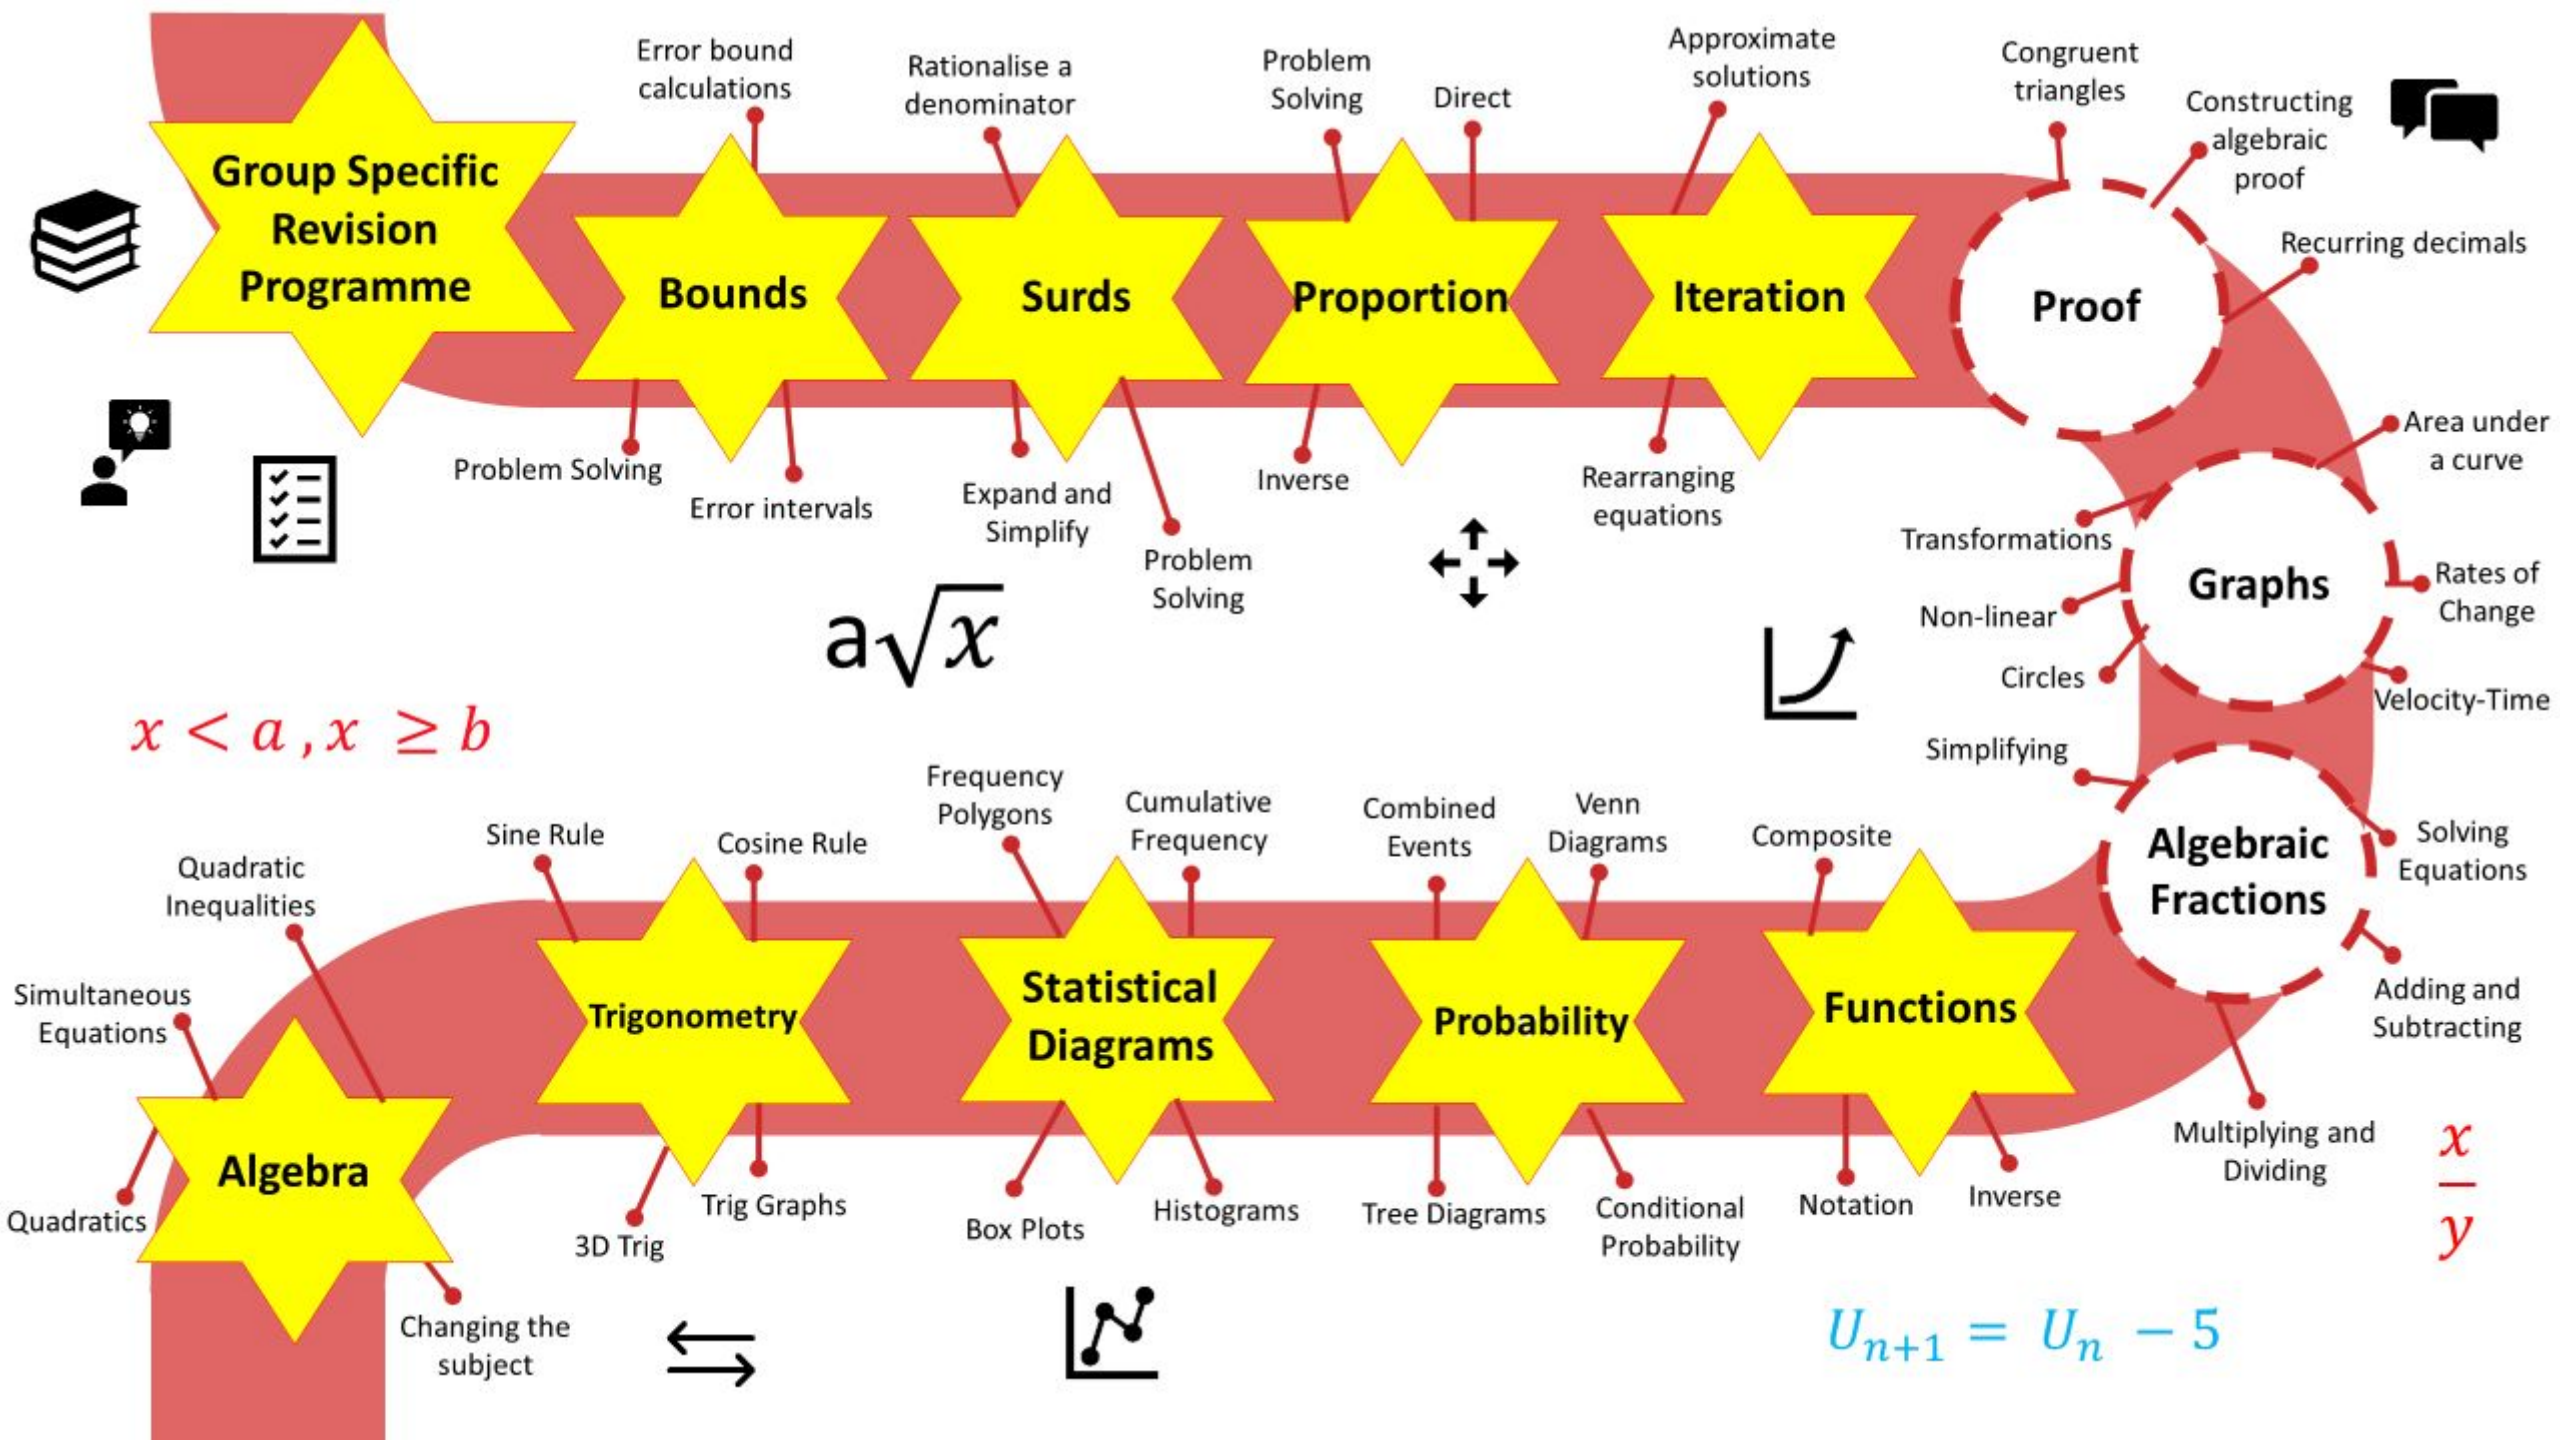 Group Specific
Revision
Programme
Error bound
calculations
Bounds
Problem Solving
Error intervals
Rationalise a
denominator
Surds
Expand and
Simplify
Problem
Solving
Problem
Solving
Direct
Proportion
Inverse
Approximate
solutions
Iteration
Rearranging
equations
Congruent
triangles
Constructing
algebraic
proof
Recurring decimals
Proof
Area under
a curve
Transformations
Graphs
Rates of
Change
Non-linear
Circles
Velocity-Time
a√x
x < a , x ≥ b
Simplifying
Algebraic
Fractions
Solving
Equations
Adding and
Subtracting
Multiplying and
Dividing
x
y
Composite
Functions
Notation
Inverse
Combined
Events
Venn
Diagrams
Probability
Tree Diagrams
Conditional
Probability
Frequency
Polygons
Cumulative
Frequency
Statistical
Diagrams
Box Plots
Histograms
Sine Rule
Cosine Rule
Trigonometry
3D Trig
Trig Graphs
Quadratic
Inequalities
Simultaneous
Equations
Algebra
Quadratics
Changing the
subject
Uₙ₊₁ = Uₙ − 5